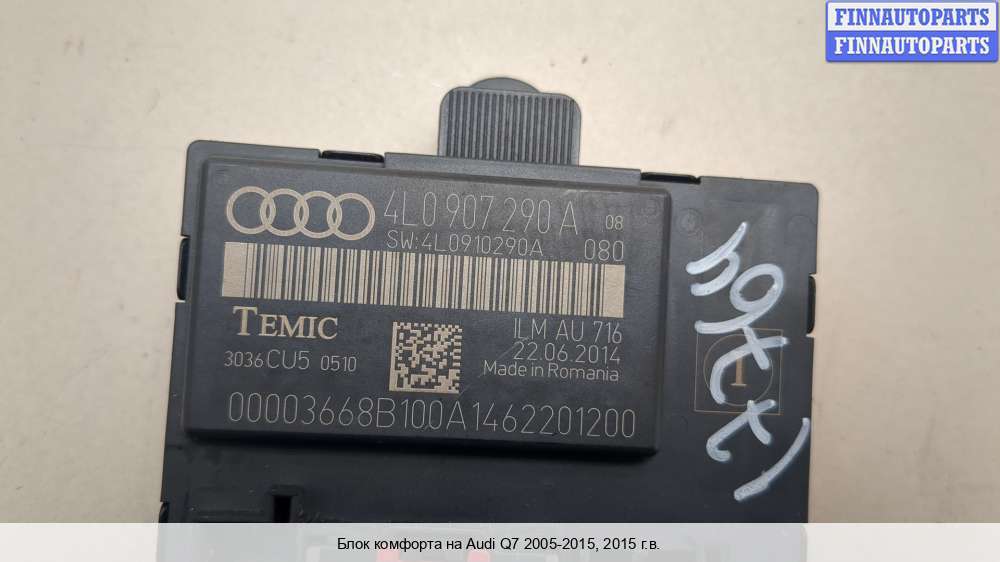 FINNAUTOPARTS
FINNAUTOPARTS
4L0 907 290 A 08
SW:4L0910290A 080
TEMIC
ILM AU 716
22.06.2014
3036CU5 0510
Made in Romania
00003668B100A1462201200
1
Блок комфорта на Audi Q7 2005-2015, 2015 г.в.